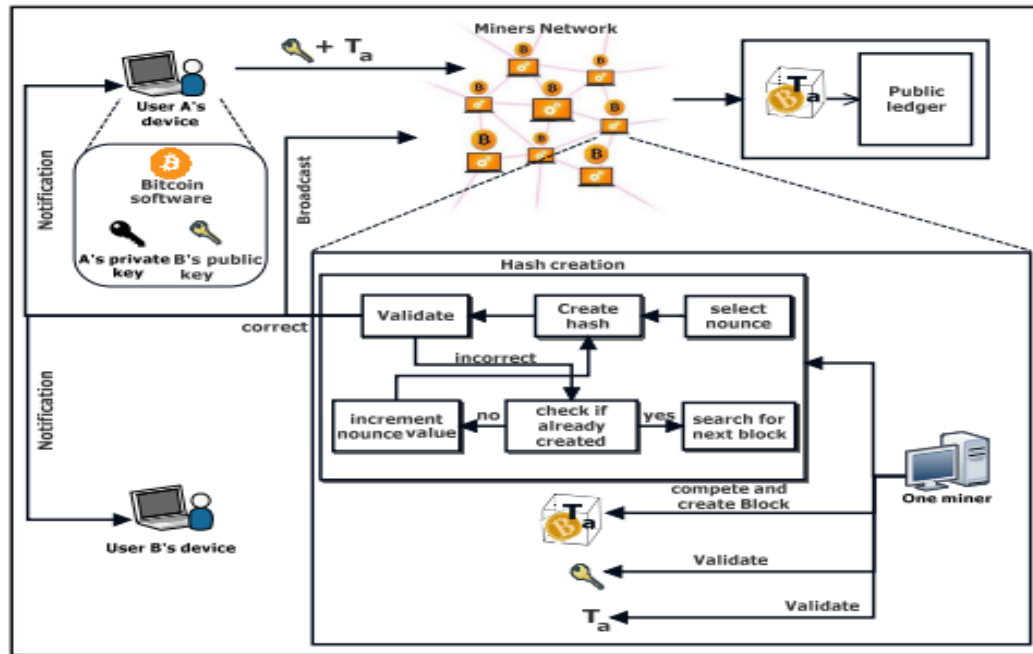 Miners Network
+ Ta
User A's
device
Ta
Public
ledger
Bitcoin
software
A's private
key
B's public
key
Notification
Broadcast
Hash creation
correct
Validate
Create
hash
select
nounce
incorrect
increment
nounce value
no
check if
already
created
yes
search for
next block
Notification
User B's device
One miner
compete and
create Block
Ta
Validate
Ta
Validate